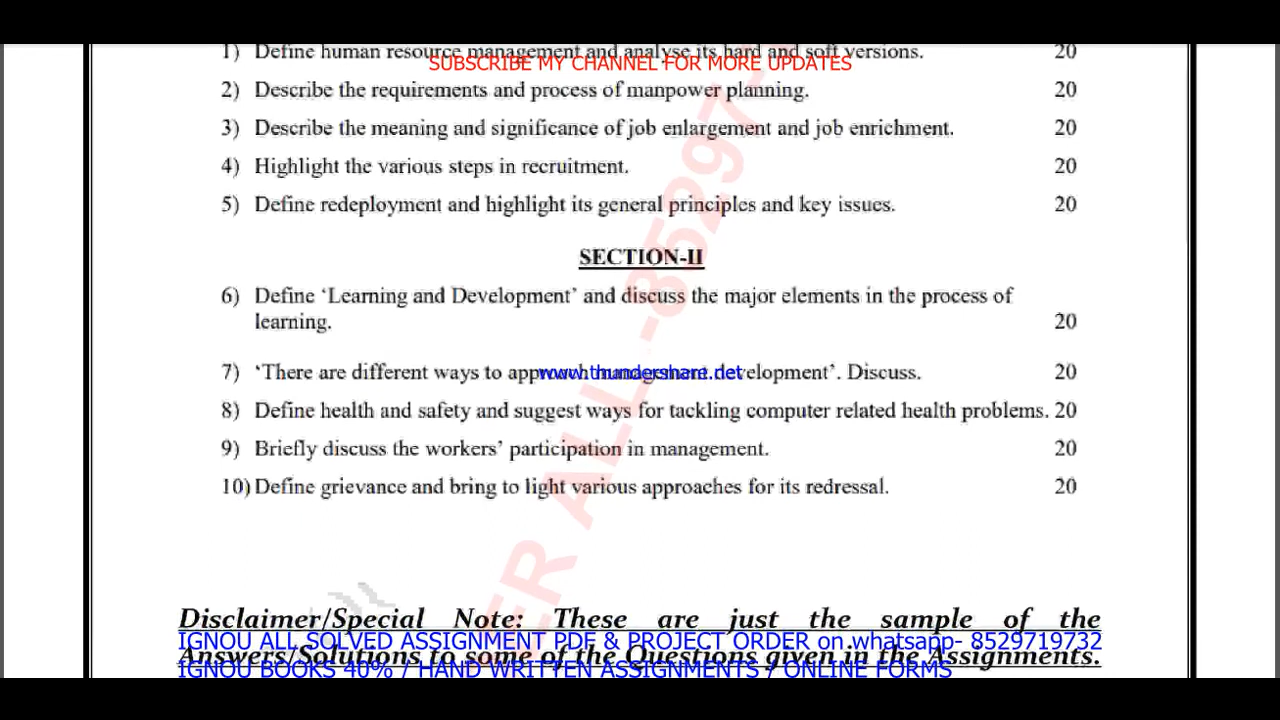 1) Define human resource management and analyse its hard and soft versions. 20
SUBSCRIBE MY CHANNEL FOR MORE UPDATES
2) Describe the requirements and process of manpower planning. 20
3) Describe the meaning and significance of job enlargement and job enrichment. 20
4) Highlight the various steps in recruitment. 20
5) Define redeployment and highlight its general principles and key issues. 20
SECTION-II
6) Define ‘Learning and Development’ and discuss the major elements in the process of
learning. 20
7) ‘There are different ways to approach management development’. Discuss. 20
www.thundershare.net
8) Define health and safety and suggest ways for tackling computer related health problems. 20
9) Briefly discuss the workers’ participation in management. 20
10) Define grievance and bring to light various approaches for its redressal. 20
Disclaimer/Special Note: These are just the sample of the
IGNOU ALL SOLVED ASSIGNMENT PDF & PROJECT ORDER on whatsapp- 8529719732
Answers/Solutions to some of the Questions given in the Assignments.
IGNOU BOOKS 40% / HAND WRITTEN ASSIGNMENTS / ONLINE FORMS